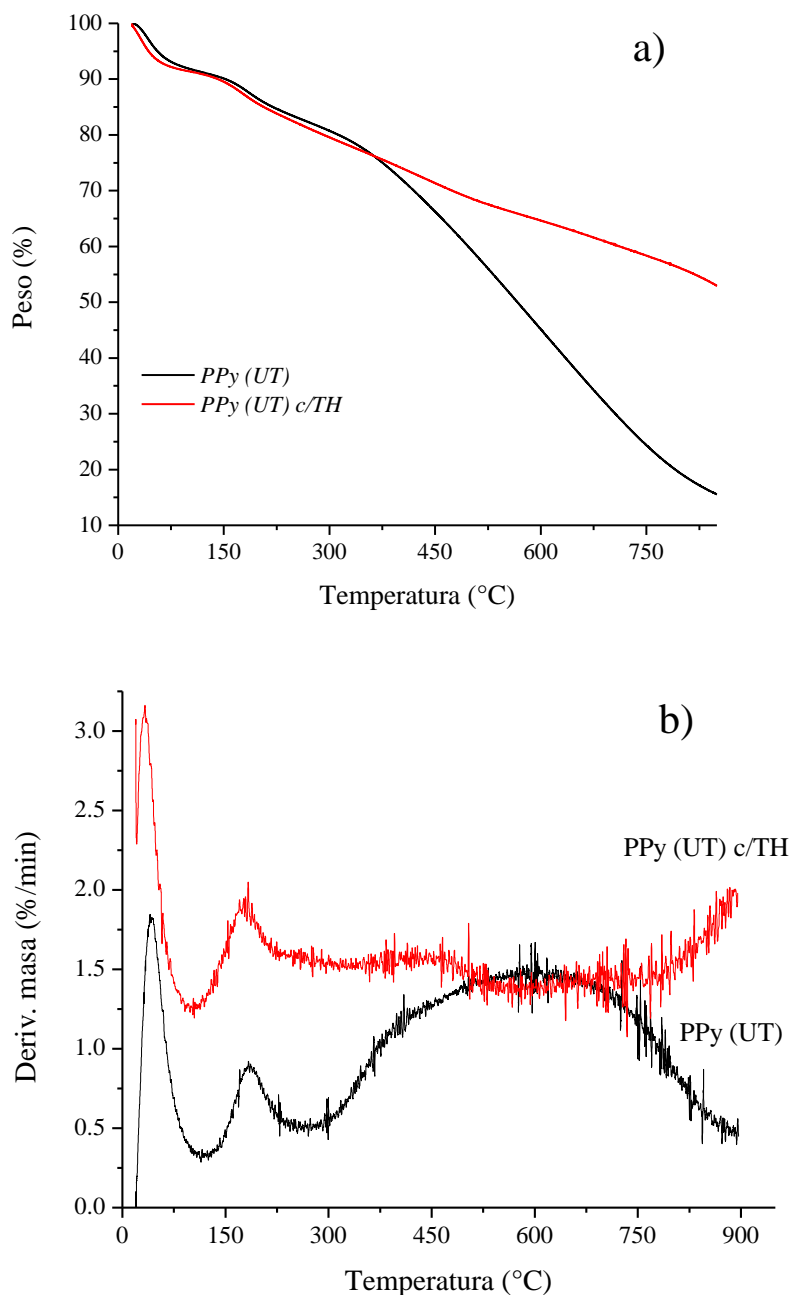 a)
100
90
80
70
60
50
40
30
20
10
Peso (%)
PPy (UT)
PPy (UT) c/TH
0 150 300 450 600 750
Temperatura (°C)
b)
3.0
2.5
2.0
1.5
1.0
0.5
0.0
Deriv. masa (%/min)
PPy (UT) c/TH
PPy (UT)
0 150 300 450 600 750 900
Temperatura (°C)